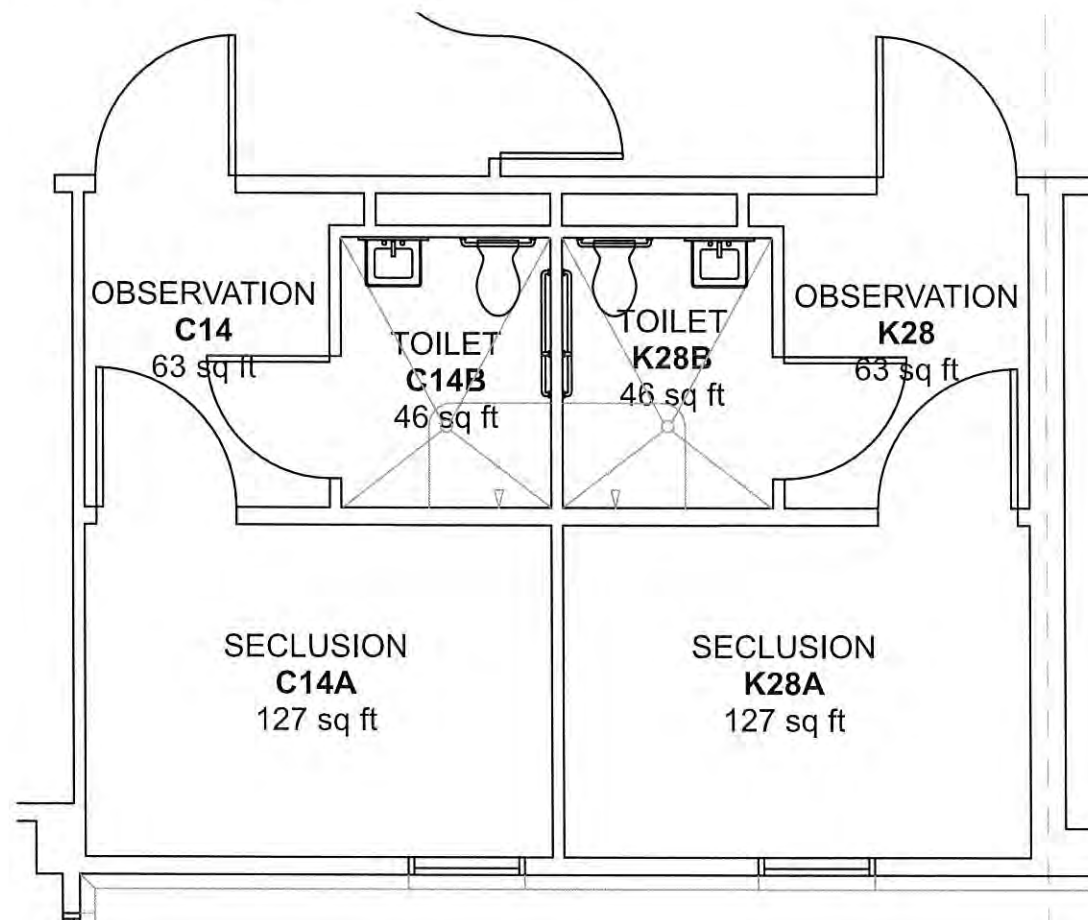 OBSERVATION
C14
63 sq ft
TOILET
C14B
46 sq ft
TOILET
K28B
46 sq ft
OBSERVATION
K28
63 sq ft
SECLUSION
C14A
127 sq ft
SECLUSION
K28A
127 sq ft